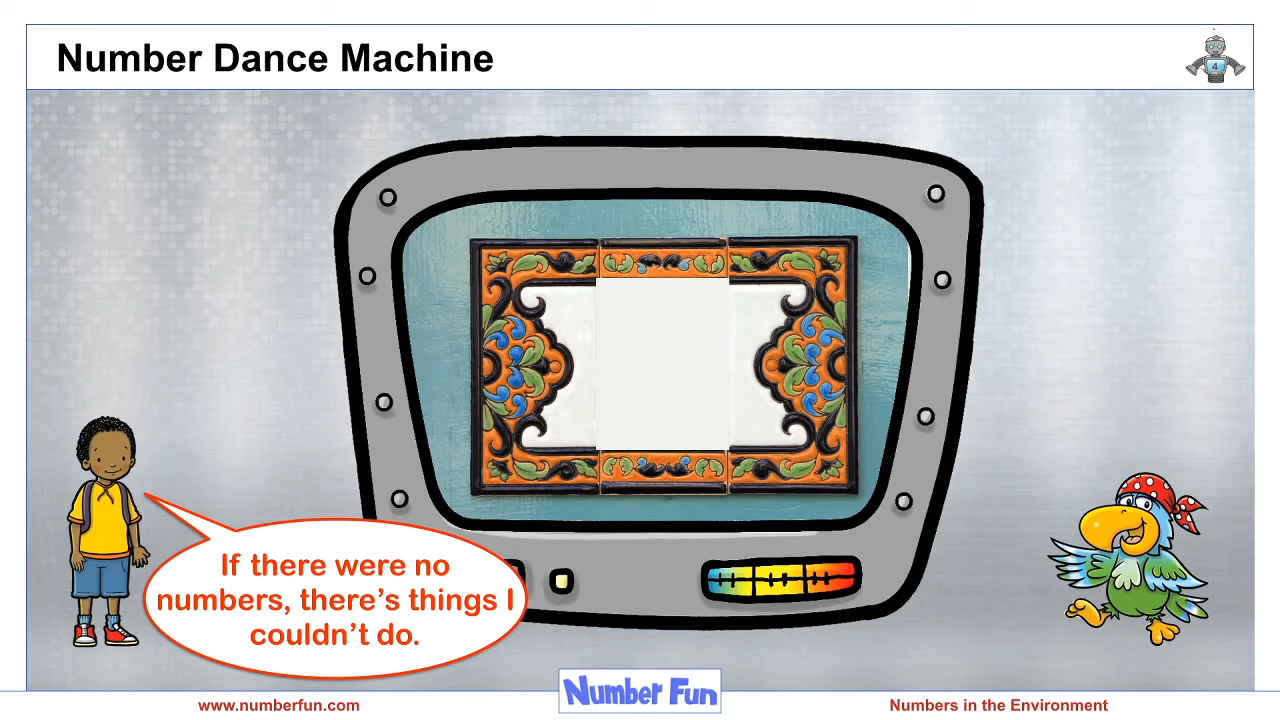 Number Dance Machine
4
If there were no
numbers, there's things I
couldn't do.
Number Fun
www.numberfun.com
Numbers in the Environment